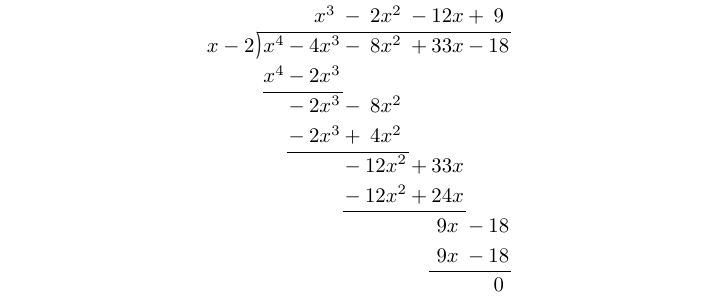 x³ − 2x² − 12x + 9
x − 2)x⁴ − 4x³ − 8x² + 33x − 18
x⁴ − 2x³
− 2x³ − 8x²
− 2x³ + 4x²
− 12x² + 33x
− 12x² + 24x
9x − 18
9x − 18
0